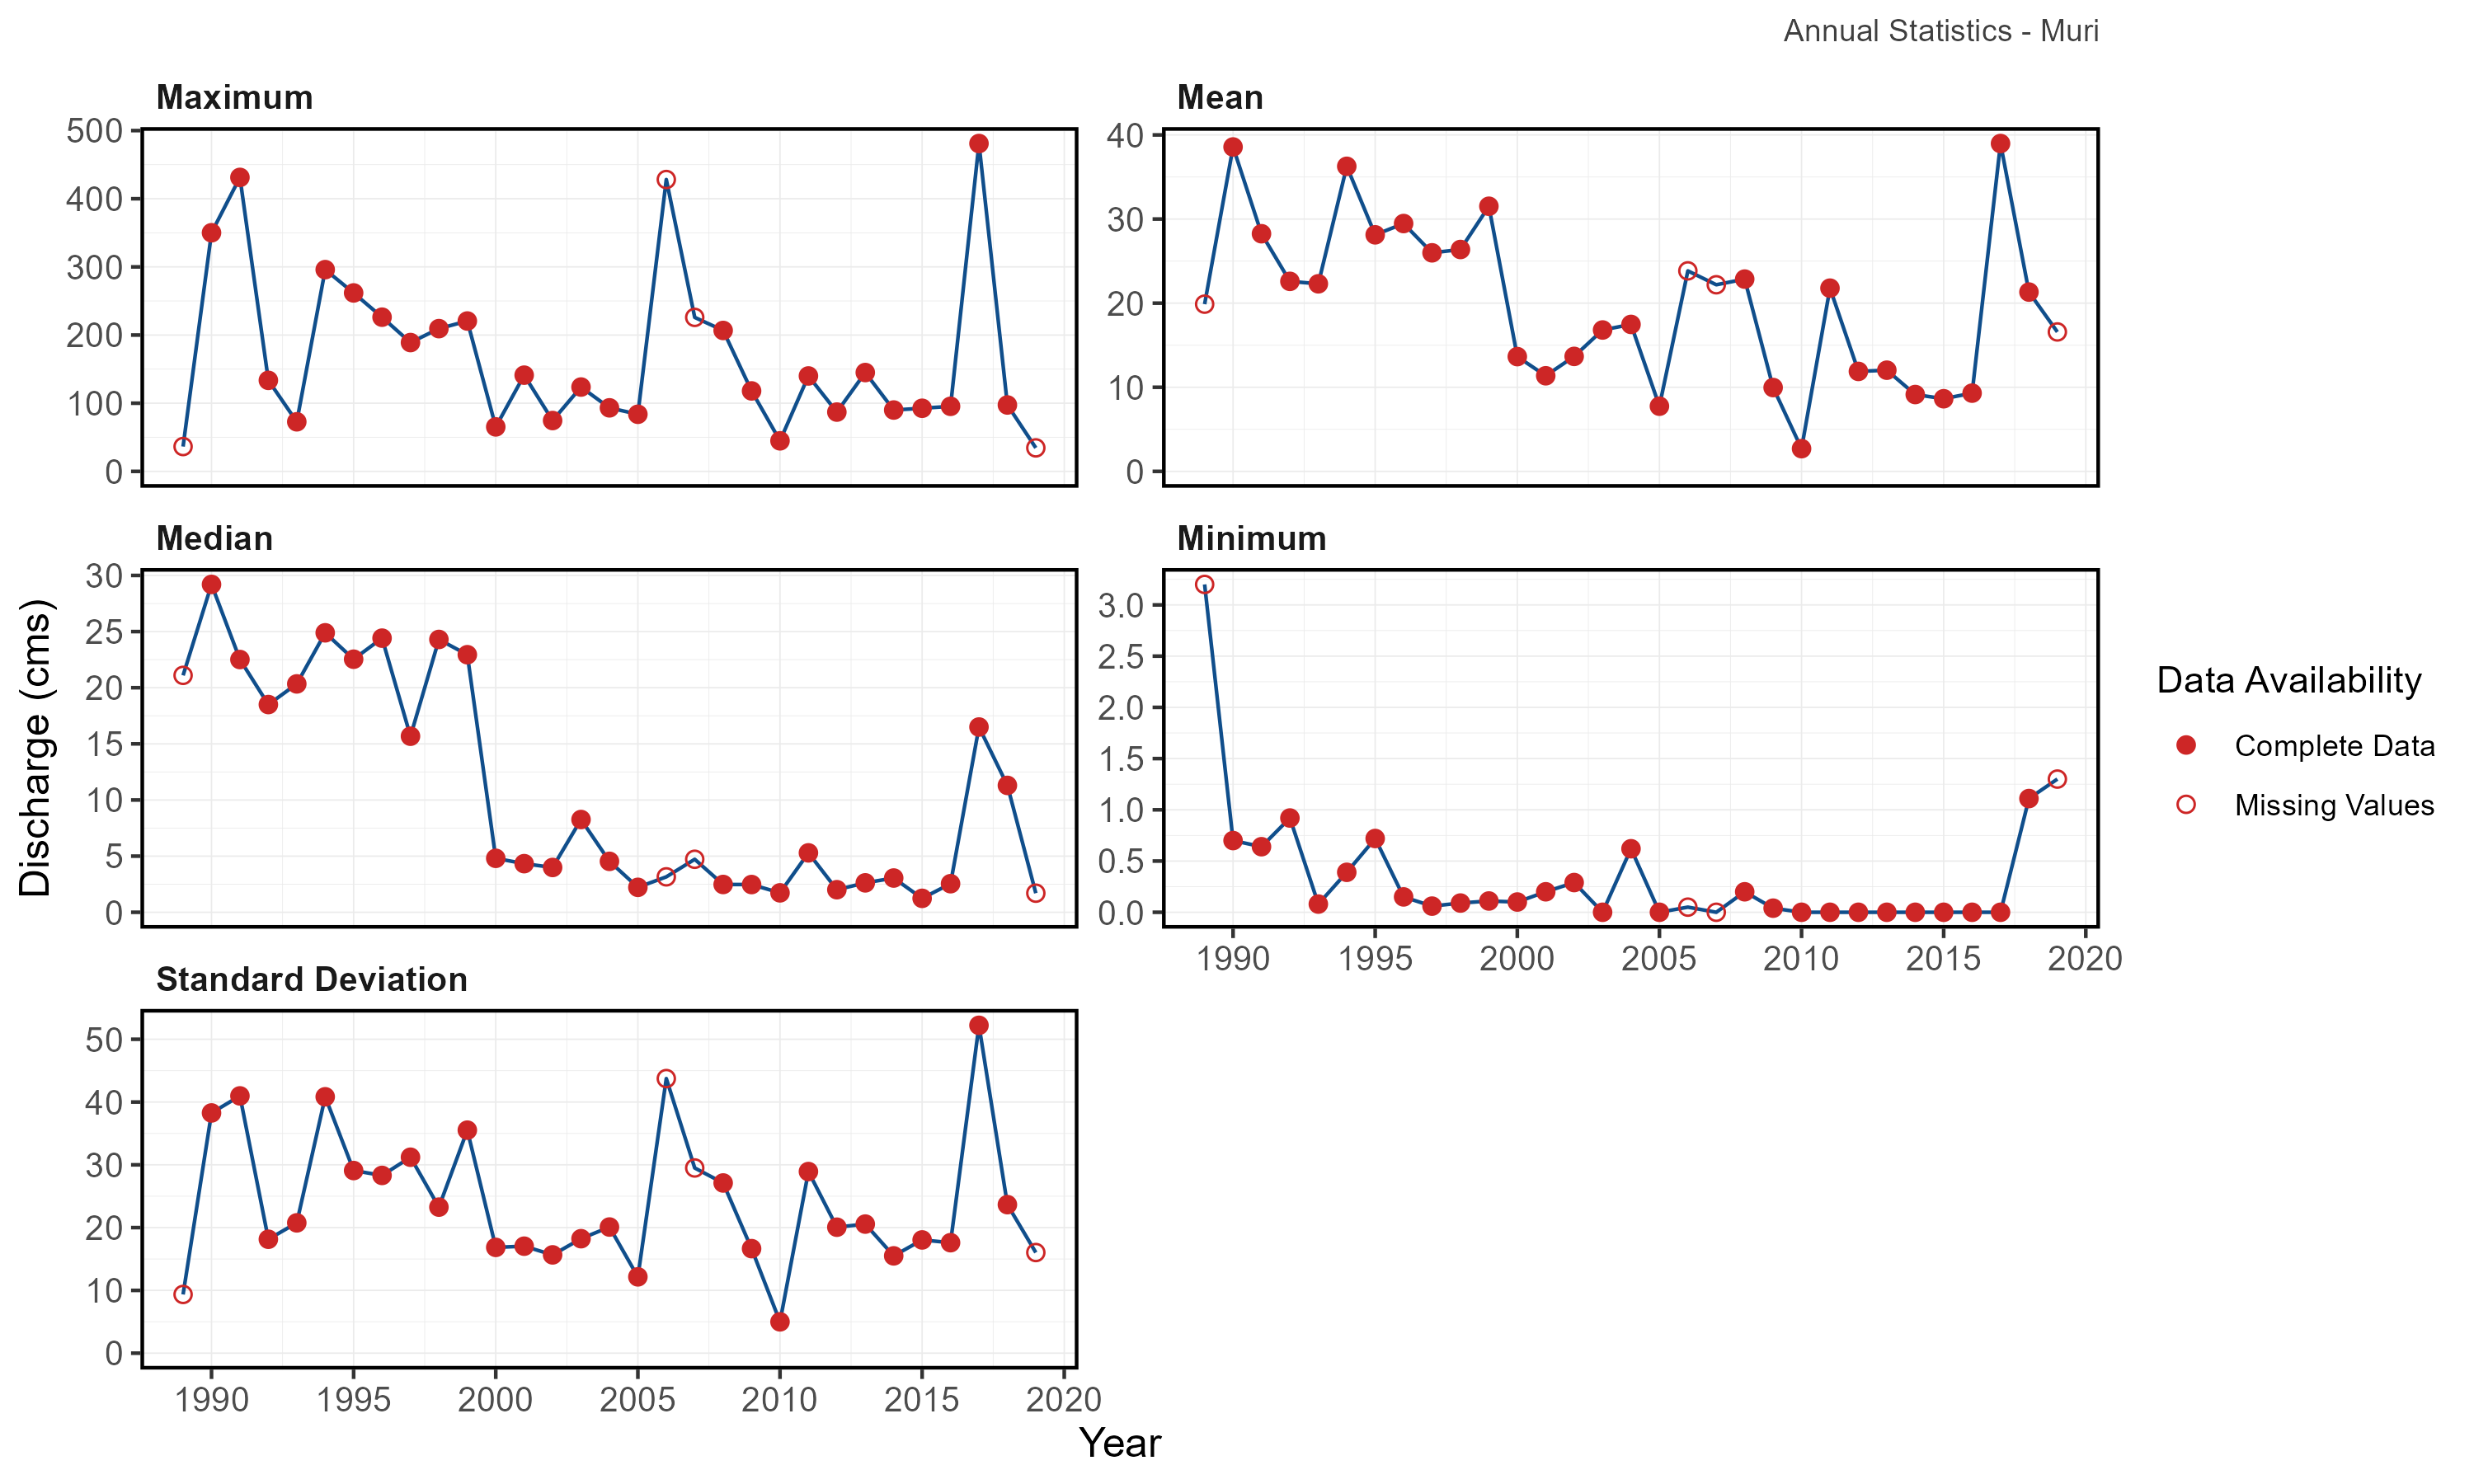 Annual Statistics - Muri
Maximum
500
400
300
200
100
0
Mean
40
30
20
10
0
Discharge (cms)
Median
30
25
20
15
10
5
0
Minimum
3.0
2.5
2.0
1.5
1.0
0.5
0.0
1990 1995 2000 2005 2010 2015 2020
Standard Deviation
50
40
30
20
10
0
1990 1995 2000 2005 2010 2015 2020
Year
Data Availability
Complete Data
Missing Values